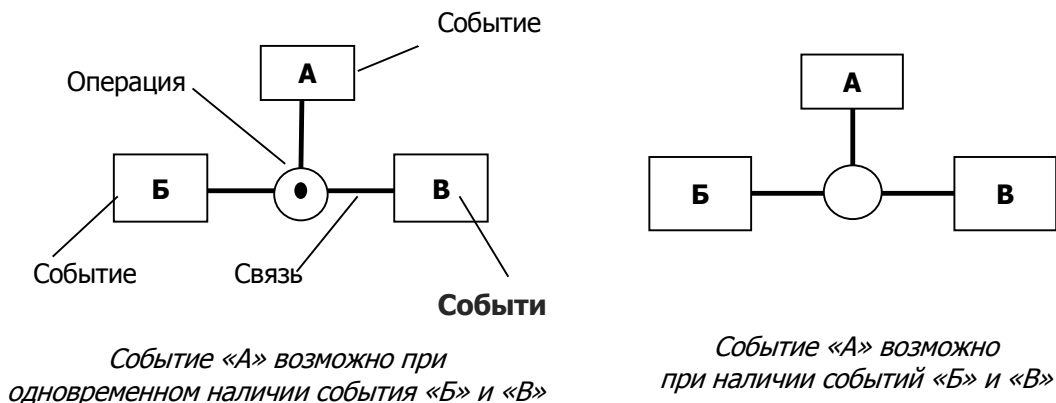 Событие
А
Операция
Б
В
Событие
Связь
Событи
Событие «А» возможно при
одновременном наличии события «Б» и «В»
А
Б
В
Событие «А» возможно
при наличии событий «Б» и «В»